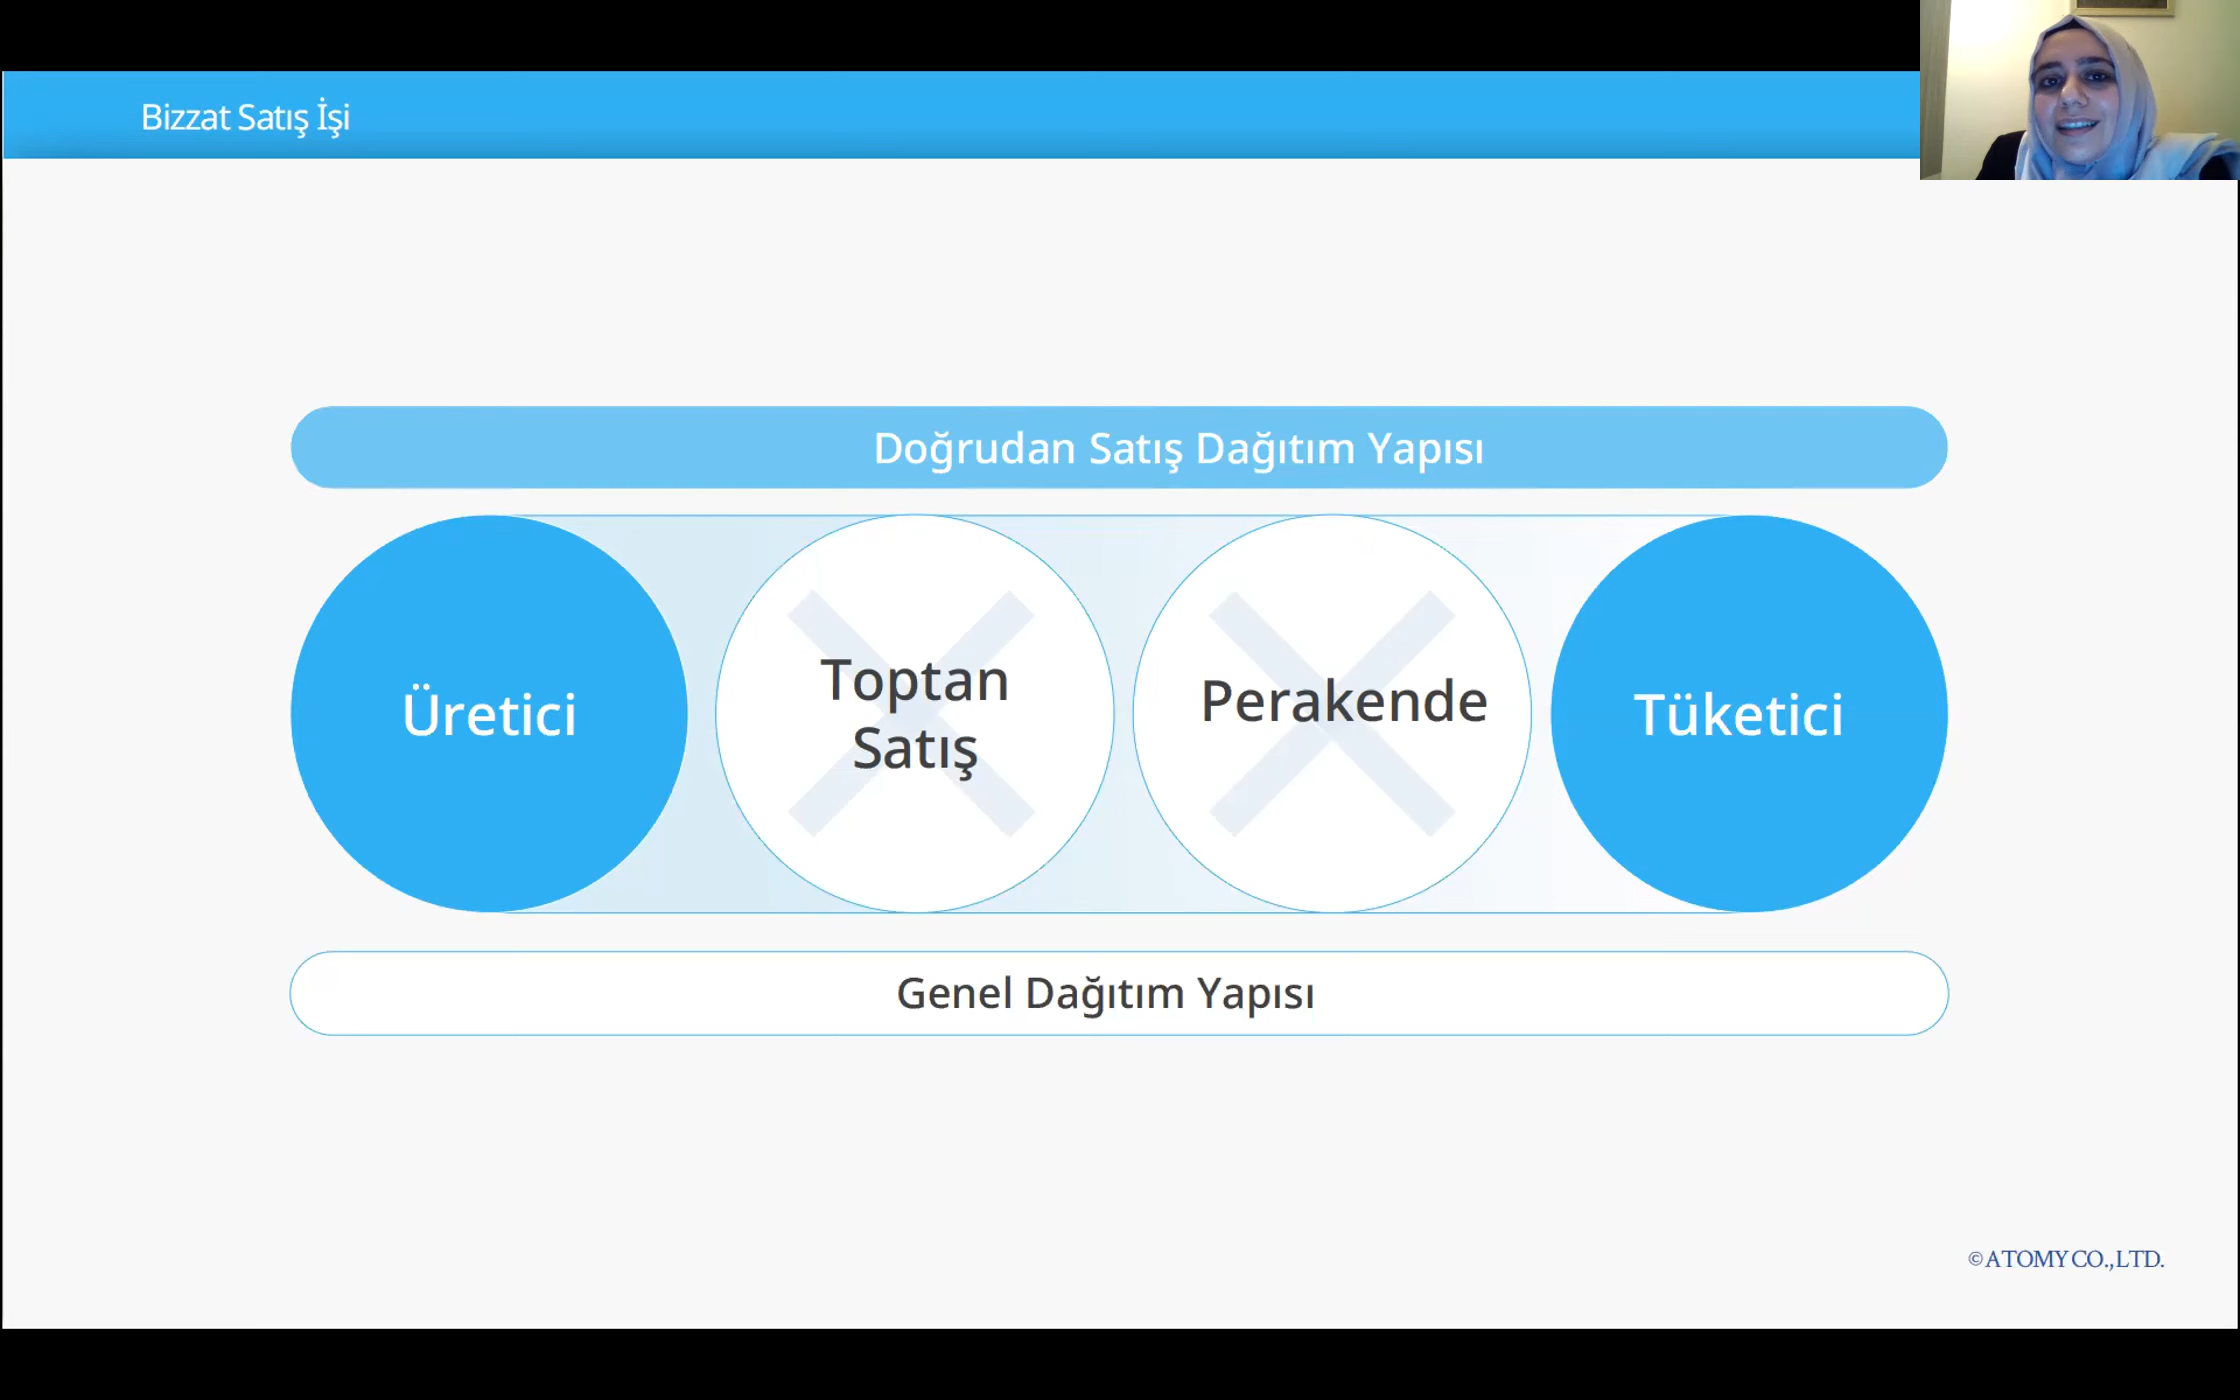 Bizzat Satış İşi
Doğrudan Satış Dağıtım Yapısı
Üretici
Toptan
Satış
Perakende
Tüketici
Genel Dağıtım Yapısı
©ATOMY CO.,LTD.